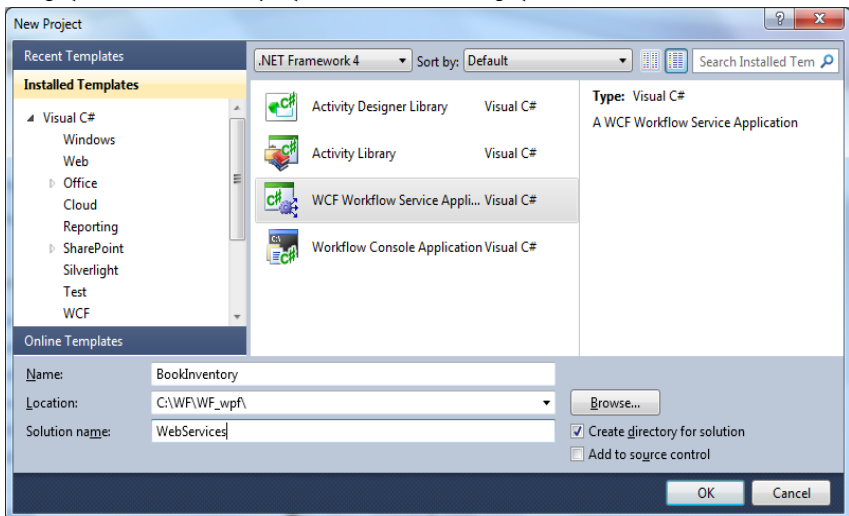 New Project
Recent Templates
Installed Templates
Visual C#
Windows
Web
Office
Cloud
Reporting
SharePoint
Silverlight
Test
WCF
Online Templates
.NET Framework 4 Sort by: Default Search Installed Tem
Activity Designer Library Visual C#
Activity Library Visual C#
WCF Workflow Service Appli... Visual C#
Workflow Console Application Visual C#
Type: Visual C#
A WCF Workflow Service Application
Name: BookInventory
Location: C:\WF\WF_wpf\ Browse...
Solution name: WebServices Create directory for solution
Add to source control
OK Cancel